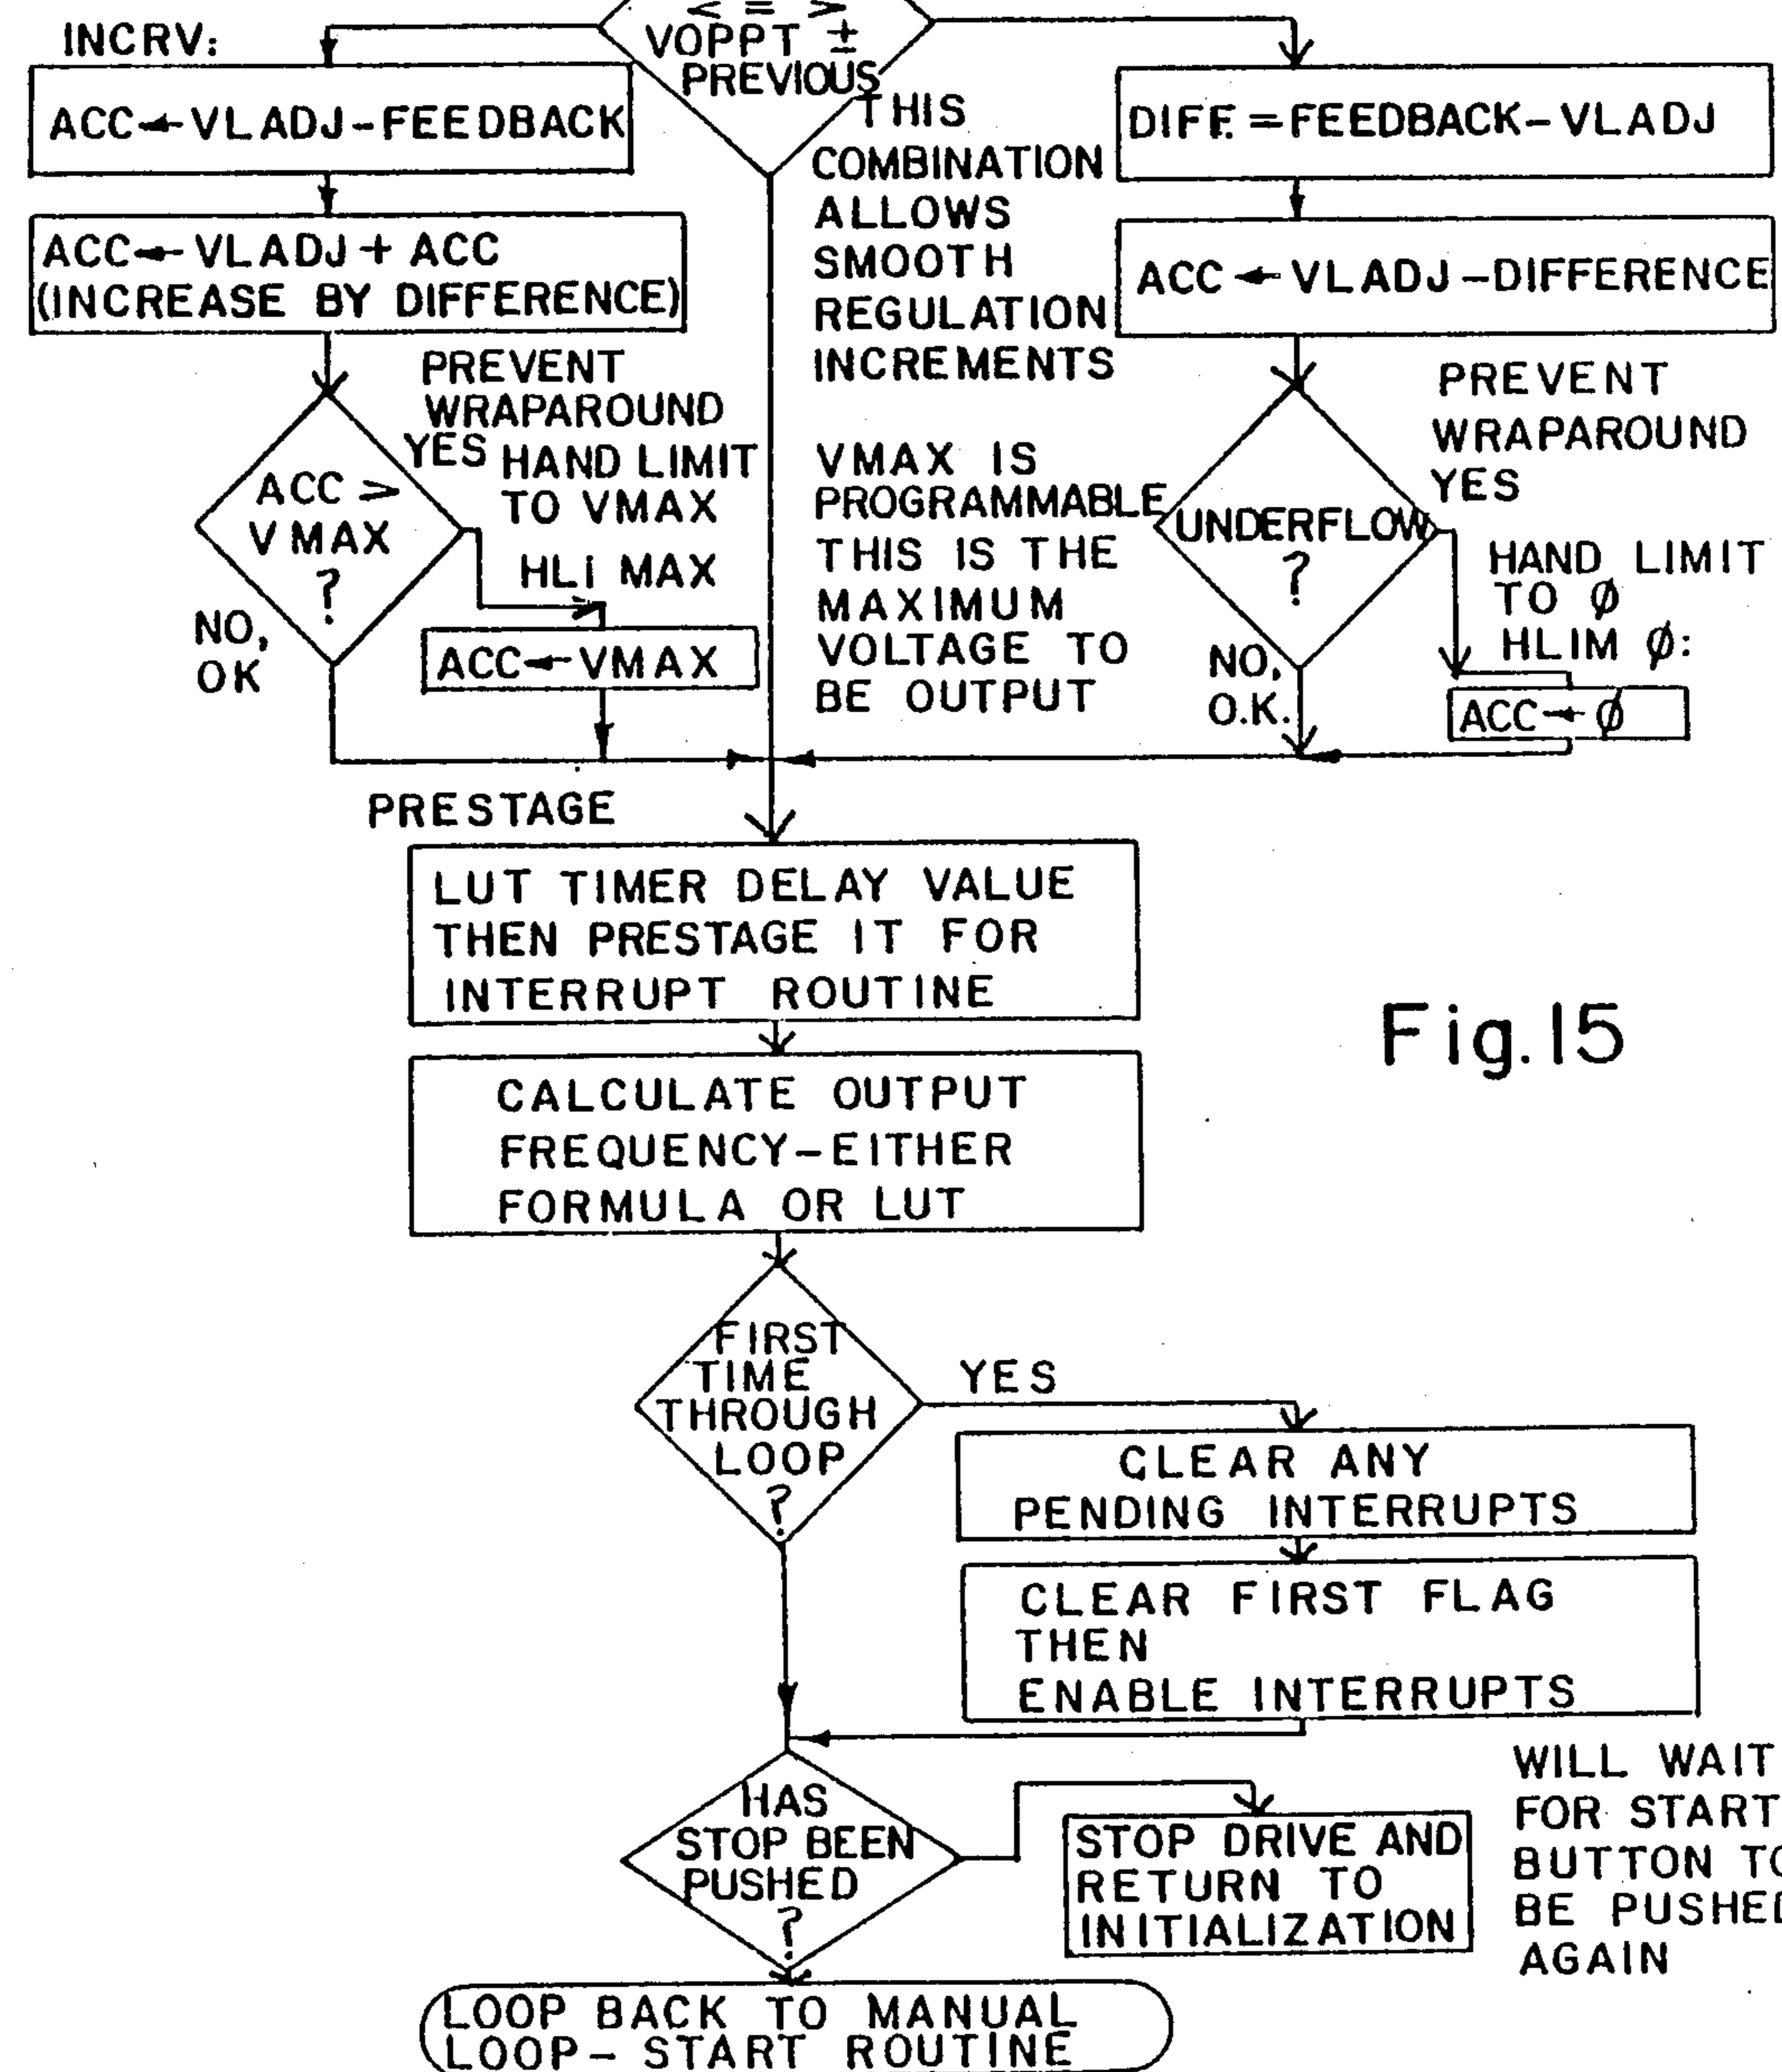 < = >
VOPPT ±
PREVIOUS
INCRV:
ACC←VLADJ-FEEDBACK
ACC←VLADJ + ACC
(INCREASE BY DIFFERENCE)
PREVENT
WRAPAROUND
YES
HAND LIMIT
TO VMAX
ACC >
V MAX
?
HLI MAX
NO,
OK
ACC←VMAX
THIS
COMBINATION
ALLOWS
SMOOTH
REGULATION
INCREMENTS
VMAX IS
PROGRAMMABLE
THIS IS THE
MAXIMUM
VOLTAGE TO
BE OUTPUT
DIFF. =FEEDBACK-VLADJ
ACC←VLADJ-DIFFERENCE
PREVENT
WRAPAROUND
YES
UNDERFLOW
?
HAND LIMIT
TO Ø
HLIM Ø:
NO,
O.K.
ACC←Ø
PRESTAGE
LUT TIMER DELAY VALUE
THEN PRESTAGE IT FOR
INTERRUPT ROUTINE
Fig.15
CALCULATE OUTPUT
FREQUENCY-EITHER
FORMULA OR LUT
FIRST
TIME
THROUGH
LOOP
?
YES
CLEAR ANY
PENDING INTERRUPTS
CLEAR FIRST FLAG
THEN
ENABLE INTERRUPTS
HAS
STOP BEEN
PUSHED
?
STOP DRIVE AND
RETURN TO
INITIALIZATION
WILL WAIT
FOR START
BUTTON TO
BE PUSHED
AGAIN
LOOP BACK TO MANUAL
LOOP- START ROUTINE